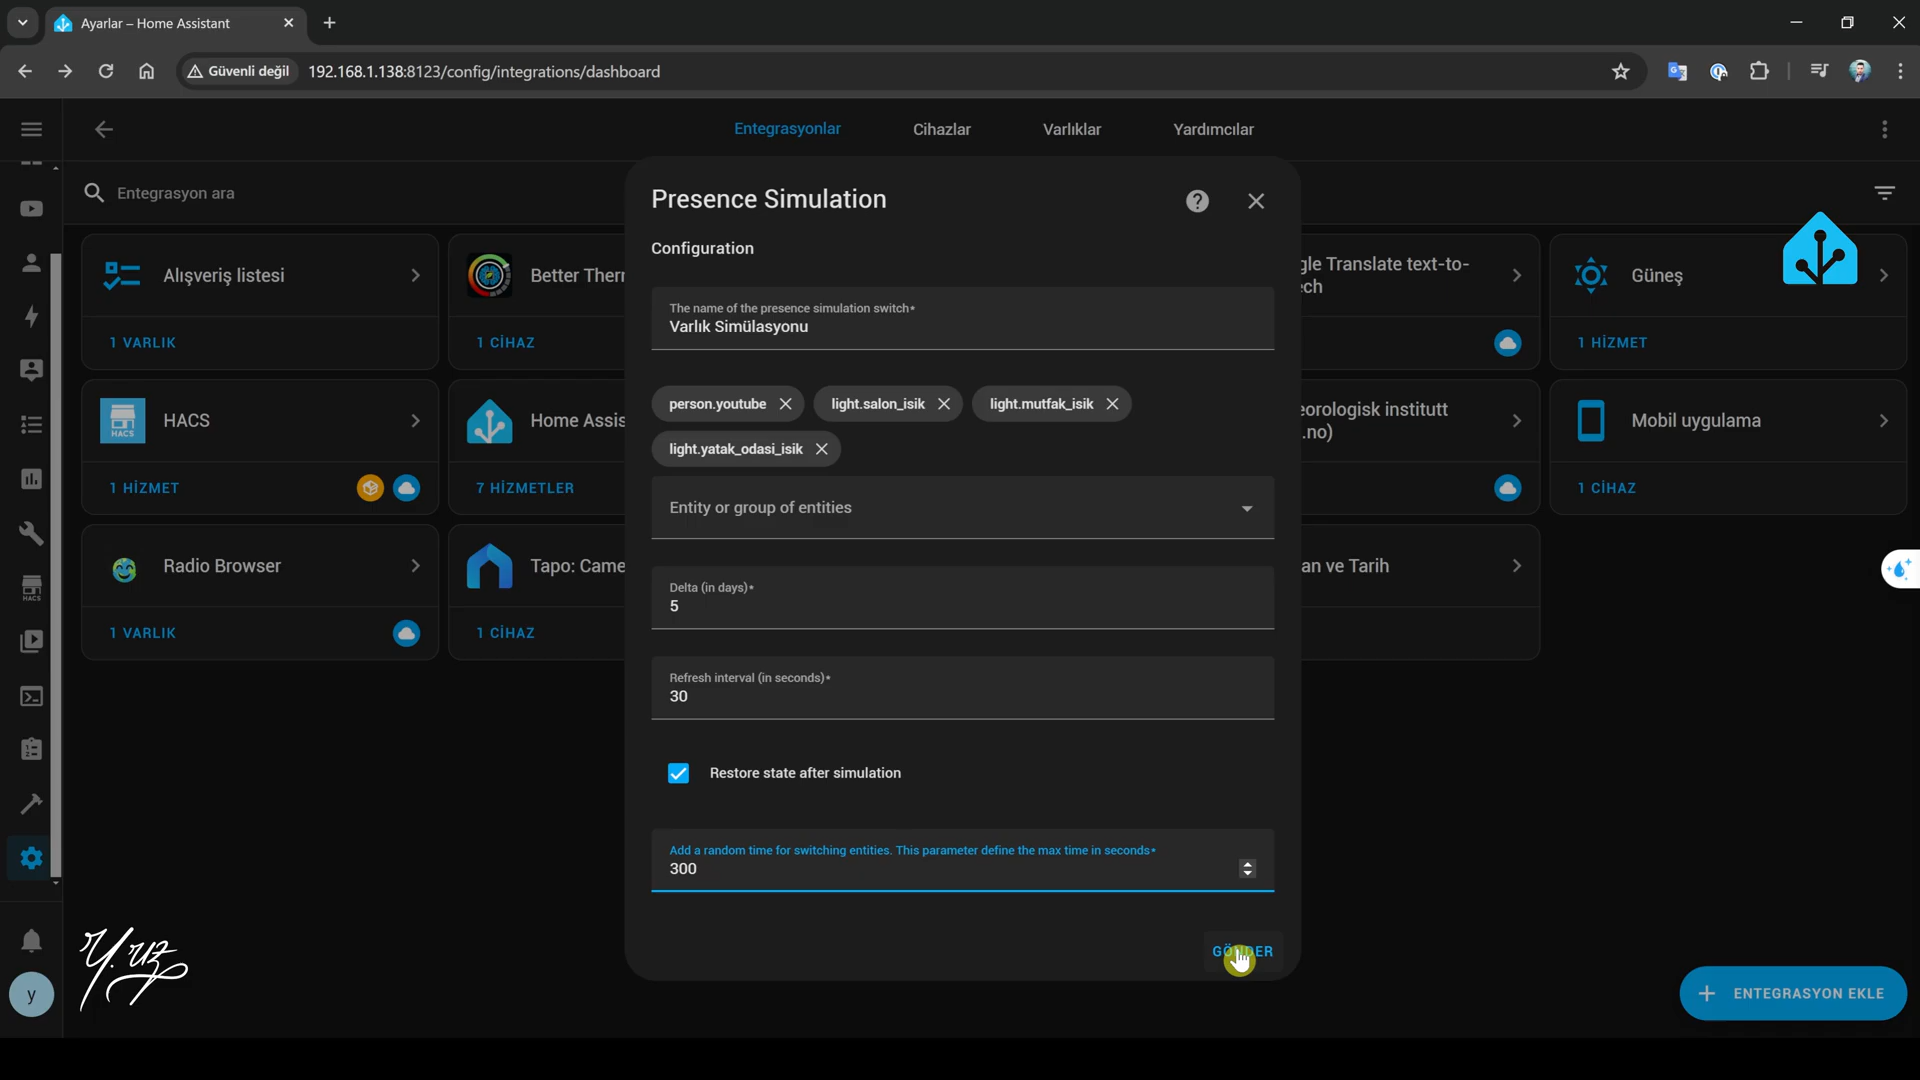 Ayarlar – Home Assistant
Güvenli değil
192.168.1.138:8123/config/integrations/dashboard
Entegrasyonlar
Cihazlar
Varlıklar
Yardımcılar
Entegrasyon ara
Presence Simulation
Configuration
The name of the presence simulation switch*
Varlık Simülasyonu
person.youtube
light.salon_isik
light.mutfak_isik
light.yatak_odasi_isik
Entity or group of entities
Delta (in days)*
5
Refresh interval (in seconds)*
30
Restore state after simulation
Add a random time for switching entities. This parameter define the max time in seconds*
300
GÖNDER
Alışveriş listesi
1 VARLIK
Better Ther
1 CİHAZ
gle Translate text-to-
ech
Güneş
1 HİZMET
HACS
HACS
1 HİZMET
Home Assis
7 HİZMETLER
eorologisk institutt
.no)
Mobil uygulama
1 CİHAZ
Radio Browser
1 VARLIK
Tapo: Came
1 CİHAZ
an ve Tarih
HACS
y
Y.uz
ENTEGRASYON EKLE